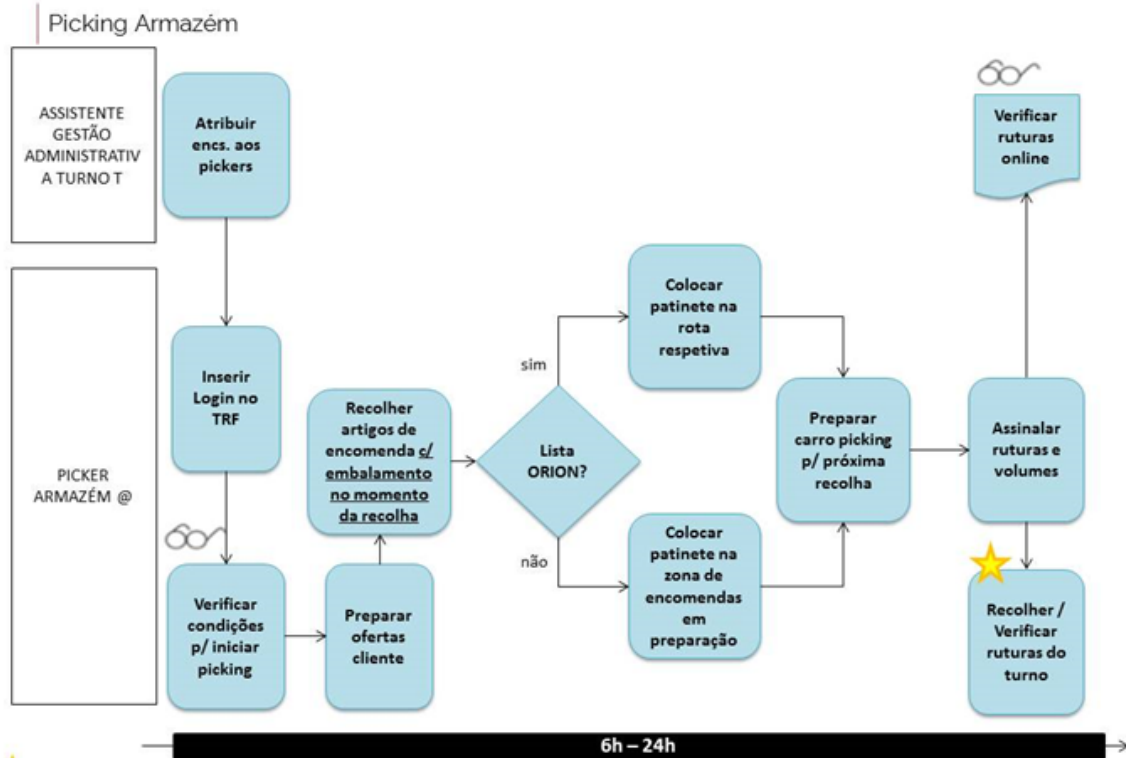 Picking Armazém
ASSISTENTE
GESTÃO
ADMINISTRATIV
A TURNO T
Atribuir
encs. aos
pickers
Verificar
ruturas
online
PICKER
ARMAZÉM @
Inserir
Login no
TRF
Verificar
condições
p/ iniciar
picking
Preparar
ofertas
cliente
Recolher
artigos de
encomenda c/
embalamento
no momento
da recolha
Lista
ORION?
sim
não
Colocar
patinete na
rota
respetiva
Colocar
patinete na
zona de
encomendas
em
preparação
Preparar
carro picking
p/ próxima
recolha
Assinalar
ruturas e
volumes
Recolher /
Verificar
ruturas do
turno
6h – 24h